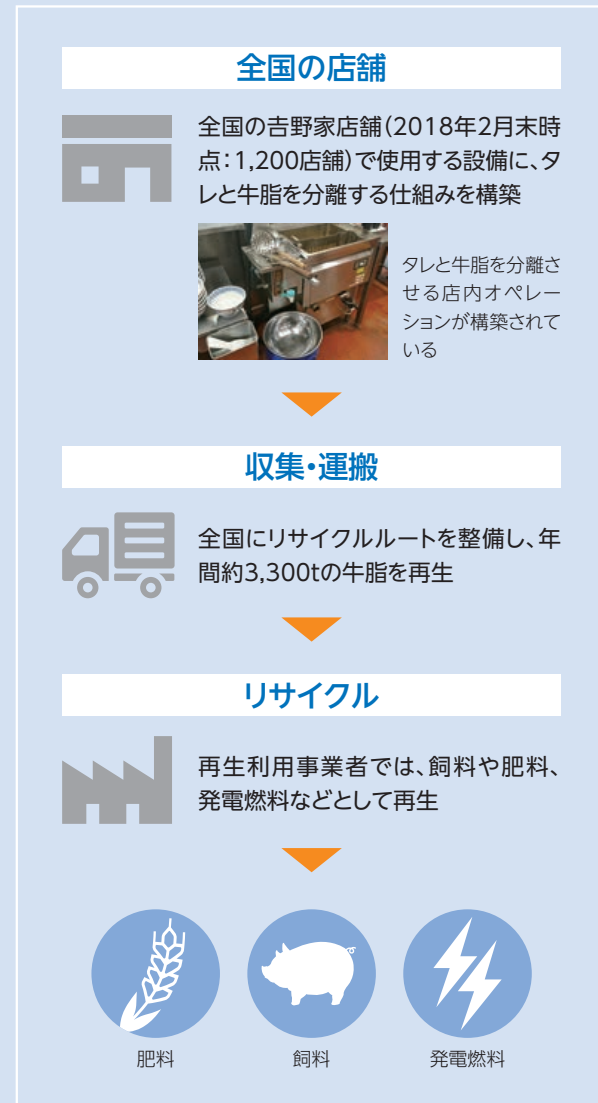 全国の店舗
全国の吉野家店舗(2018年2月末時
点:1,200店舗)で使用する設備に、タ
レと牛脂を分離する仕組みを構築
タレと牛脂を分離さ
せる店内オペレー
ションが構築されて
いる
収集・運搬
全国にリサイクルルートを整備し、年
間約3,300tの牛脂を再生
リサイクル
再生利用事業者では、飼料や肥料、
発電燃料などとして再生
肥料
飼料
発電燃料